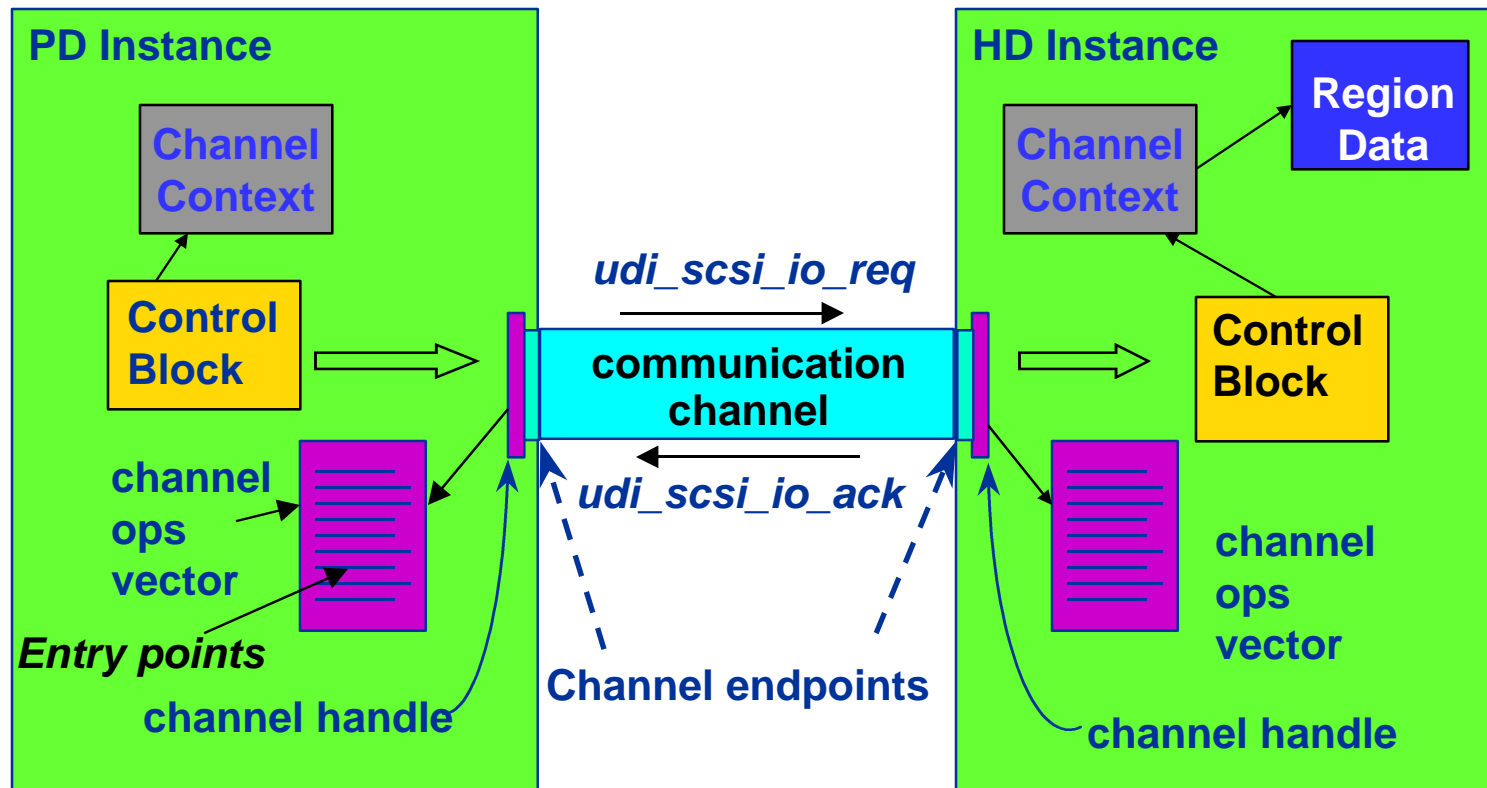 PD Instance
Channel
Context
Control
Block
channel
ops
vector
Entry points
channel handle
udi_scsi_io_req
communication
channel
udi_scsi_io_ack
Channel endpoints
HD Instance
Region
Data
Channel
Context
Control
Block
channel
ops
vector
channel handle